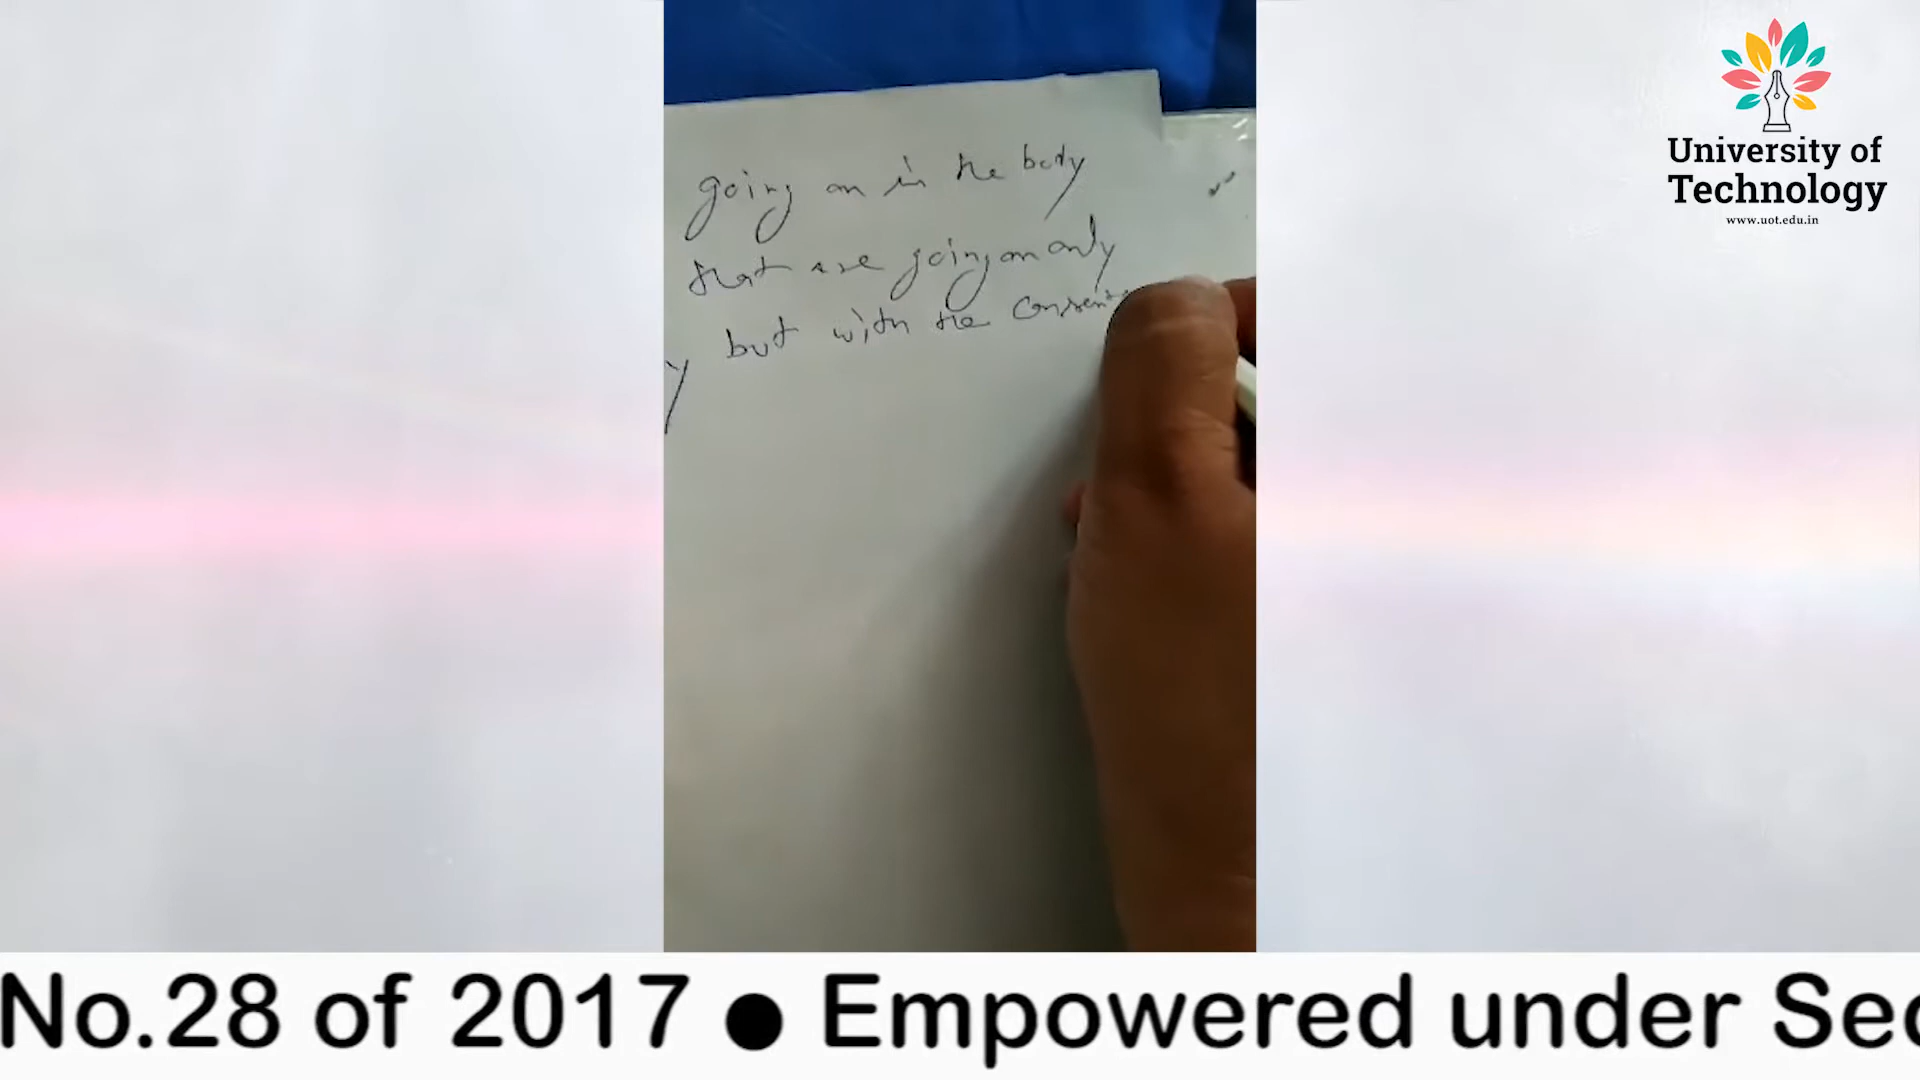 University of
Technology
www.uot.edu.in
going on in the body
that are going on only
but with the consent
y
No.28 of 2017 ● Empowered under Sec